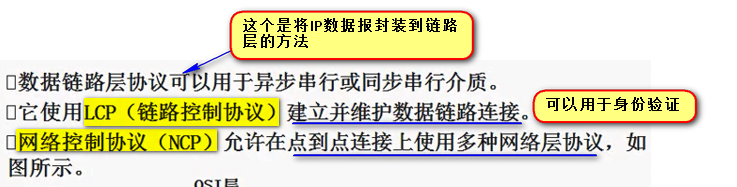 这个是将IP数据报封装到链路
层的方法
▯数据链路层协议可以用于异步串行或同步串行介质。
▯它使用LCP（链路控制协议） 建立并维护数据链路连接。
可以用于身份验证
▯网络控制协议（NCP）允许在点到点连接上使用多种网络层协议，如
图所示。
OSI层